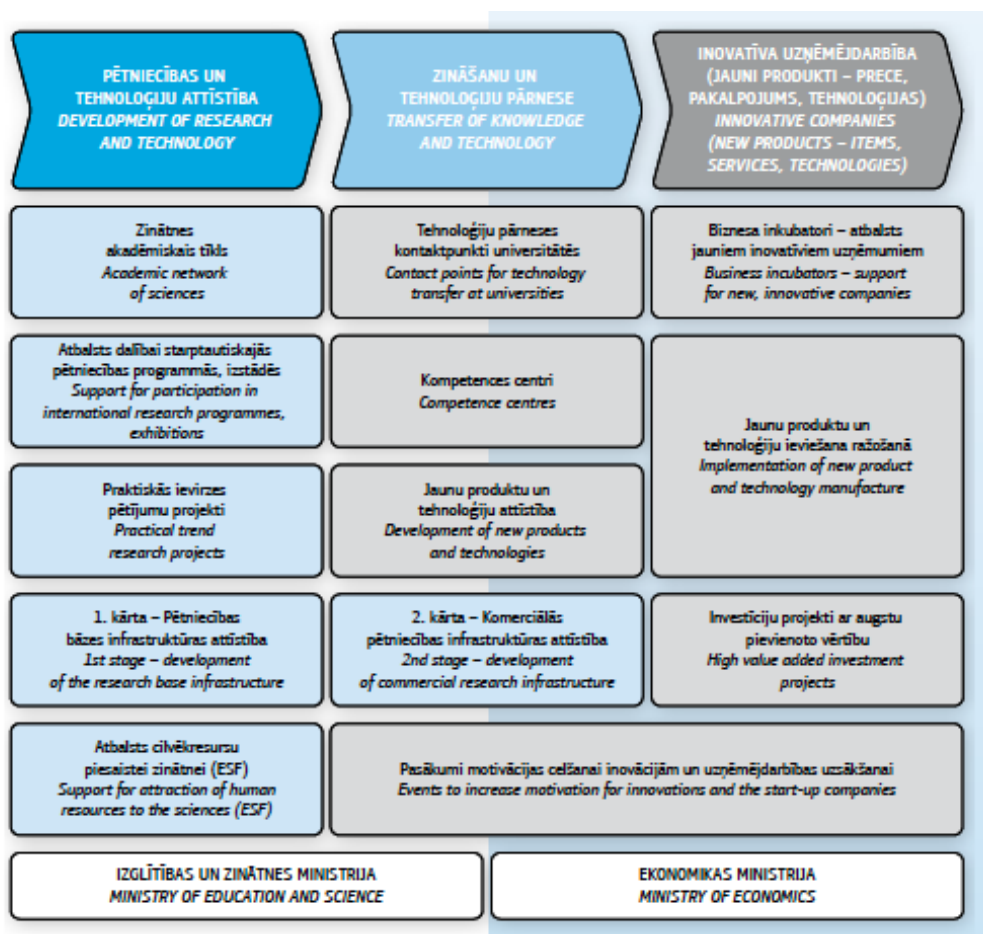 PĒTNIECĪBAS UN
TEHNOLOĢIJU ATTĪSTĪBA
DEVELOPMENT OF RESEARCH
AND TECHNOLOGY
ZINĀŠANU UN
TEHNOLOĢIJU PĀRNESE
TRANSFER OF KNOWLEDGE
AND TECHNOLOGY
INOVATĪVA UZŅĒMĒJDARBĪBA
(JAUNI PRODUKTI – PRECE,
PAKALPOJUMS, TEHNOLOĢIJAS)
INNOVATIVE COMPANIES
(NEW PRODUCTS – ITEMS,
SERVICES, TECHNOLOGIES)
Zinātnes
akadēmiskais tīkls
Academic network
of sciences
Tehnoloģiju pārneses
kontaktpunkti universitātēs
Contact points for technology
transfer at universities
Biznesa inkubatori – atbalsts
jauniem inovatīviem uzņēmumiem
Business incubators – support
for new, innovative companies
Atbalsts dalībai starptautiskajās
pētniecības programmās, izstādēs
Support for participation in
international research programmes,
exhibitions
Kompetences centri
Competence centres
Jaunu produktu un
tehnoloģiju ieviešana ražošanā
Implementation of new product
and technology manufacture
Praktiskās ievirzes
pētījumu projekti
Practical trend
research projects
Jaunu produktu un
tehnoloģiju attīstība
Development of new products
and technologies
1. kārta – Pētniecības
bāzes infrastruktūras attīstība
1st stage – development
of the research base infrastructure
2. kārta – Komerciālās
pētniecības infrastruktūras attīstība
2nd stage – development
of commercial research infrastructure
Investīciju projekti ar augstu
pievienoto vērtību
High value added investment
projects
Atbalsts cilvēkresursu
piesaistei zinātnei (ESF)
Support for attraction of human
resources to the sciences (ESF)
Pasākumi motivācijas celšanai inovācijām un uzņēmējdarbības uzsākšanai
Events to increase motivation for innovations and the start-up companies
IZGLĪTĪBAS UN ZINĀTNES MINISTRIJA
MINISTRY OF EDUCATION AND SCIENCE
EKONOMIKAS MINISTRIJA
MINISTRY OF ECONOMICS